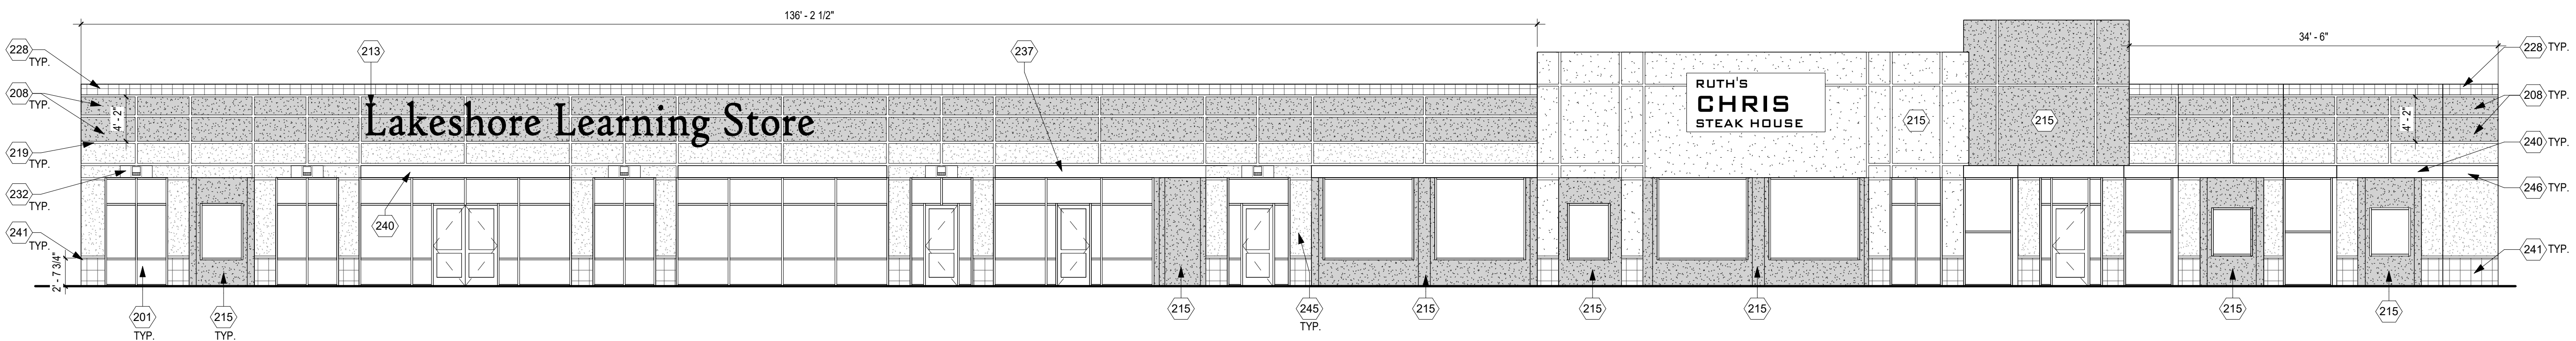 136' - 2 1/2"
34' - 6"
228
TYP.
213
237
228 TYP.
208
TYP.
4' - 2"
Lakeshore Learning Store
RUTH'S
CHRIS
STEAK HOUSE
215
215
4' - 2"
208
TYP.
219
TYP.
240
TYP.
232
TYP.
240
246 TYP.
241
TYP.
2' - 7 3/4"
241 TYP.
201
TYP.
215
TYP.
215
245
TYP.
215
215
215
215
215